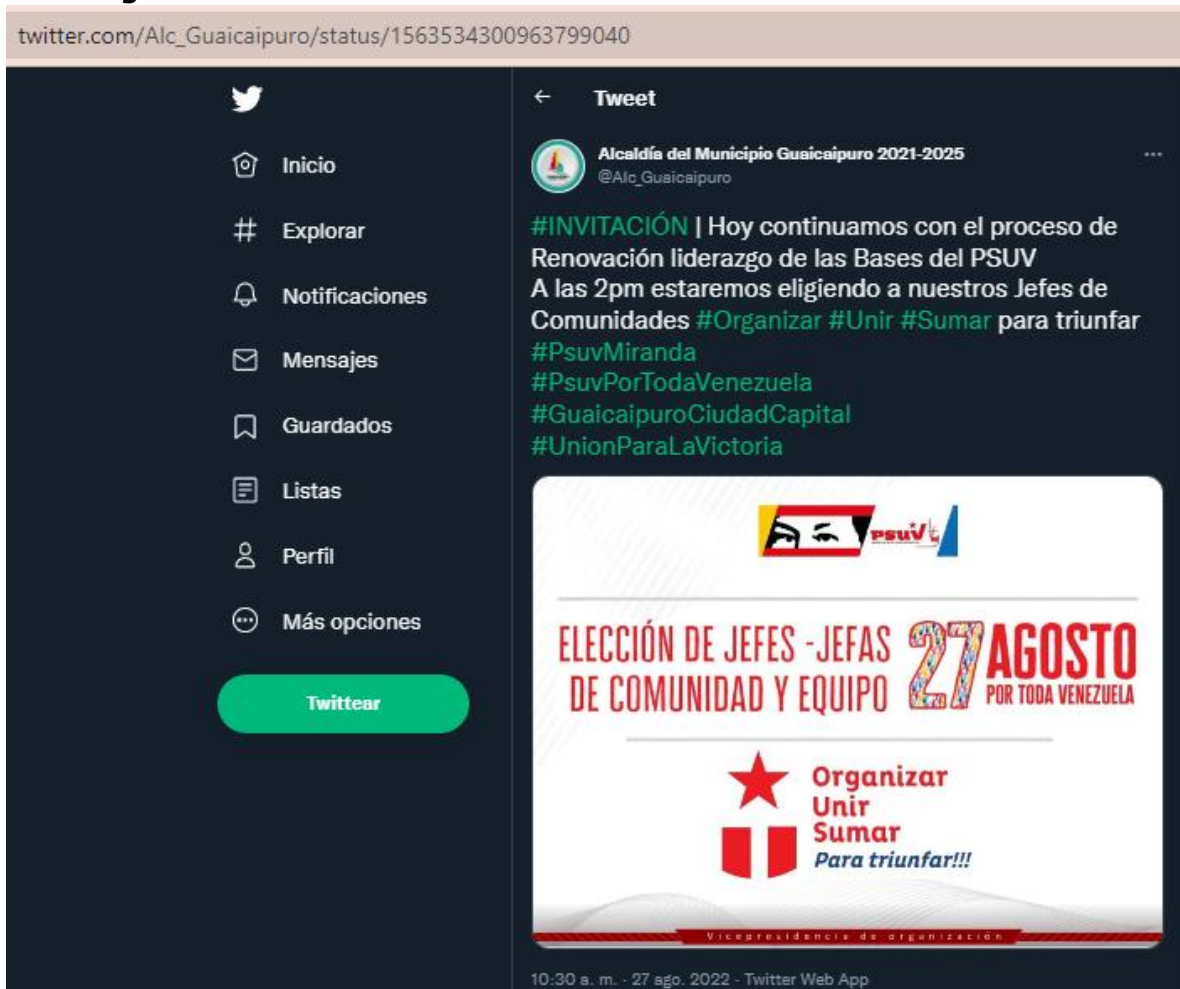 twitter.com/Alc_Guaicaipuro/status/1563534300963799040
Inicio
Explorar
Notificaciones
Mensajes
Guardados
Listas
Perfil
Más opciones
Twittear
Tweet
Alcaldía del Municipio Guaicaipuro 2021-2025
@Alc_Guaicaipuro
#INVITACIÓN | Hoy continuamos con el proceso de
Renovación liderazgo de las Bases del PSUV
A las 2pm estaremos eligiendo a nuestros Jefes de
Comunidades #Organizar #Unir #Sumar para triunfar
#PsuvMiranda
#PsuvPorTodaVenezuela
#GuaicaipuroCiudadCapital
#UnionParaLaVictoria
PSUV
ELECCIÓN DE JEFES -JEFAS
DE COMUNIDAD Y EQUIPO
27 AGOSTO
POR TODA VENEZUELA
Organizar
Unir
Sumar
Para triunfar!!!
Vicepresidencia de organización
10:30 a. m. · 27 ago. 2022 · Twitter Web App